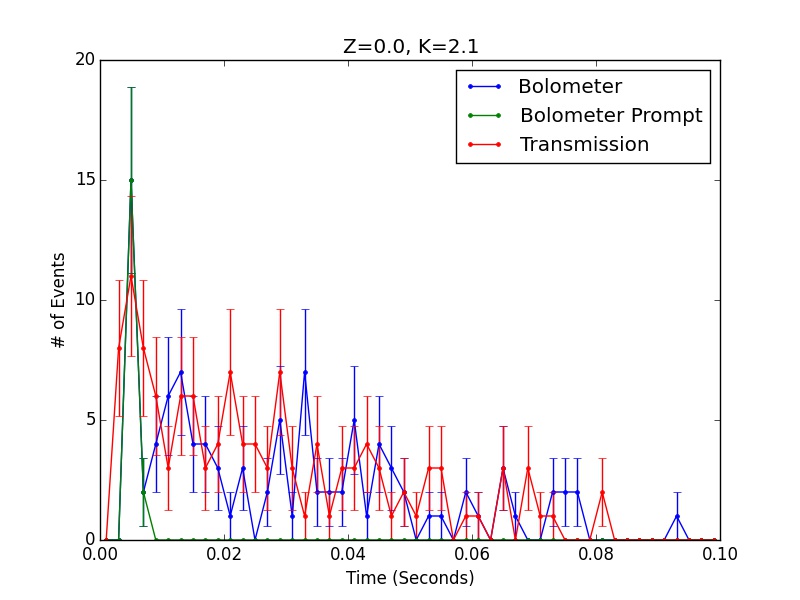 Z=0.0, K=2.1
Bolometer
Bolometer Prompt
Transmission
20
15
10
5
0
# of Events
0.00 0.02 0.04 0.06 0.08 0.10
Time (Seconds)